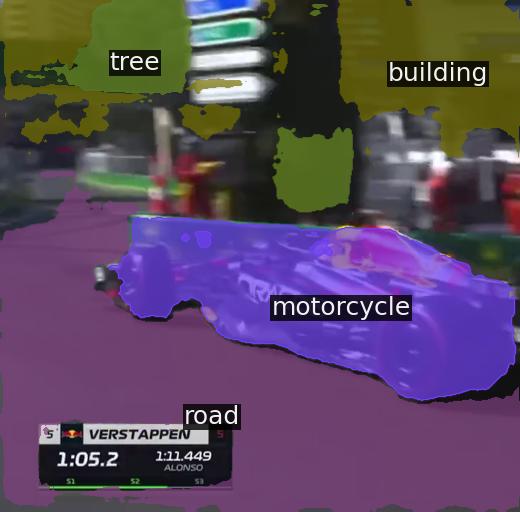 tree
building
motorcycle
road
5 VERSTAPPEN 5
1:05.2 1:11.449
ALONSO
S1 S2 S3